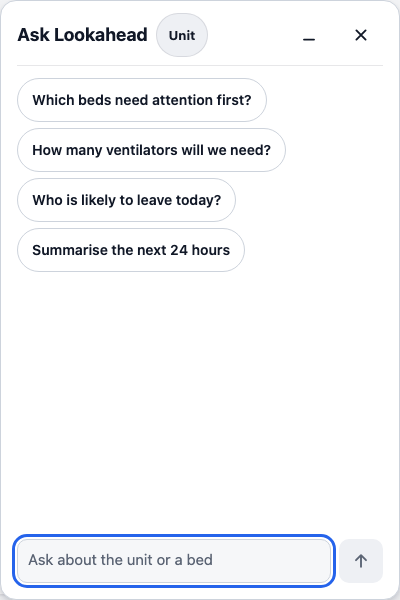 Ask Lookahead Unit
Which beds need attention first?
How many ventilators will we need?
Who is likely to leave today?
Summarise the next 24 hours
Ask about the unit or a bed